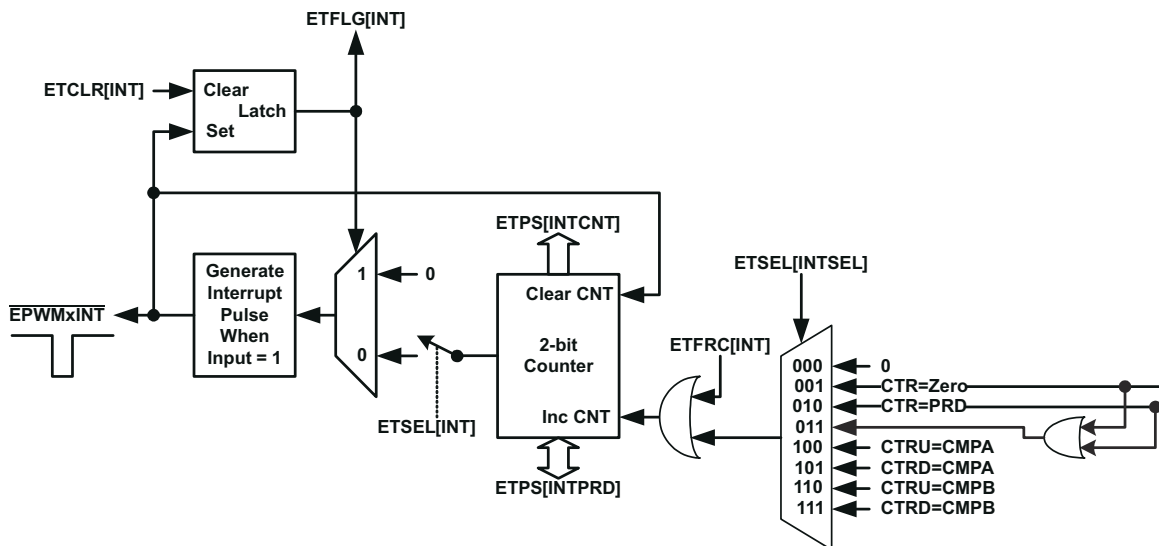 ETFLG[INT]
ETCLR[INT]
Clear
Latch
Set
ETPS[INTCNT]
ETSEL[INTSEL]
Generate
Interrupt
Pulse
When
Input = 1
1
0
0
EPWMxINT
Clear CNT
2-bit
Counter
Inc CNT
ETSEL[INT]
ETPS[INTPRD]
ETFRC[INT]
000
0
001
CTR=Zero
010
CTR=PRD
011
100
CTRU=CMPA
101
CTRD=CMPA
110
CTRU=CMPB
111
CTRD=CMPB